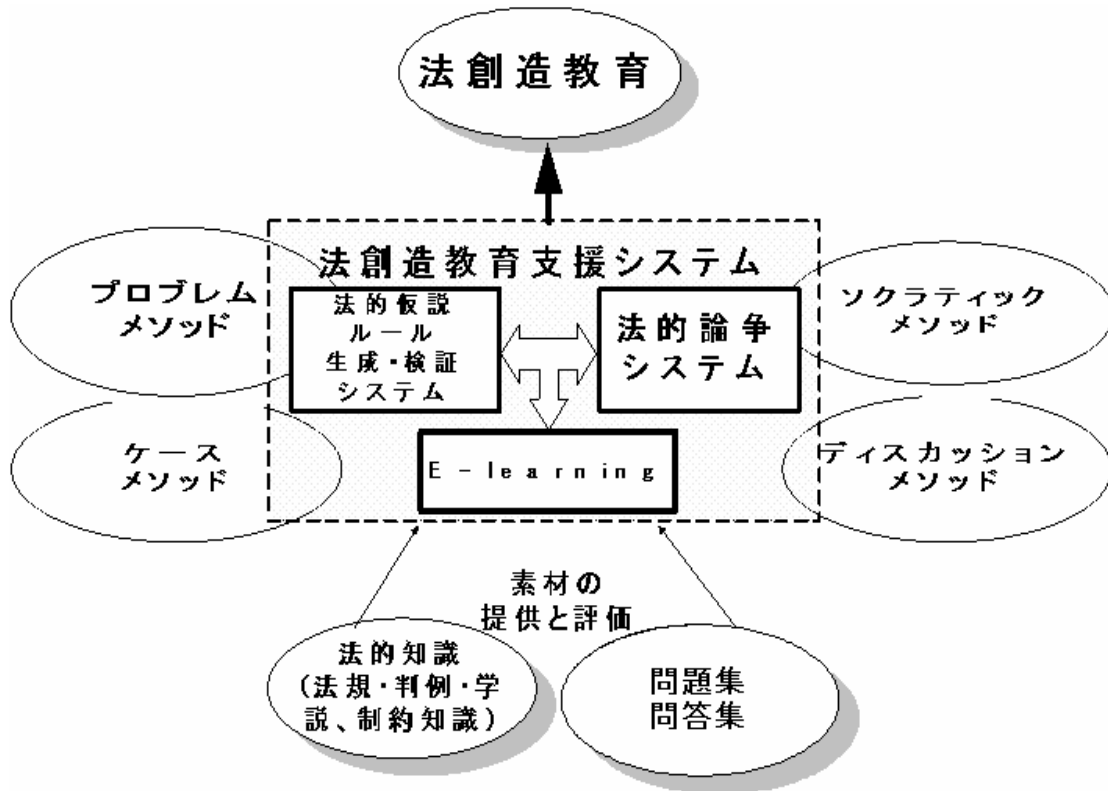 法創造教育
法創造教育支援システム
プロブレム
メソッド
法的仮説
ルール
生成・検証
システム
法的論争
システム
ソクラティック
メソッド
ケース
メソッド
E-learning
ディスカッション
メソッド
素材の
提供と評価
法的知識
(法規・判例・学
説、制約知識)
問題集
問答集